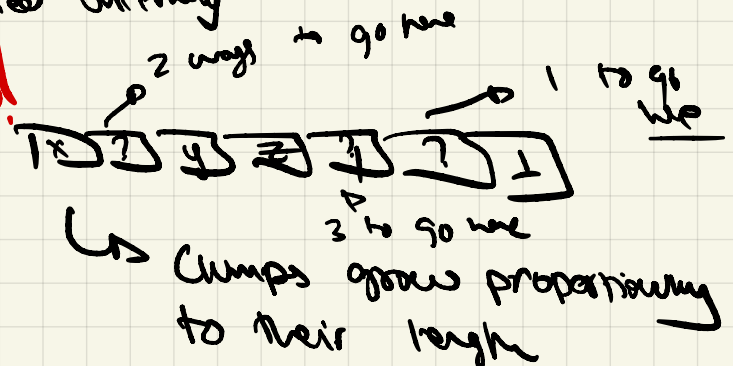 2 ways to go here
1 to go
here
x ? y z ? ? 1
3 to go here
Clumps grow proportionally
to their length